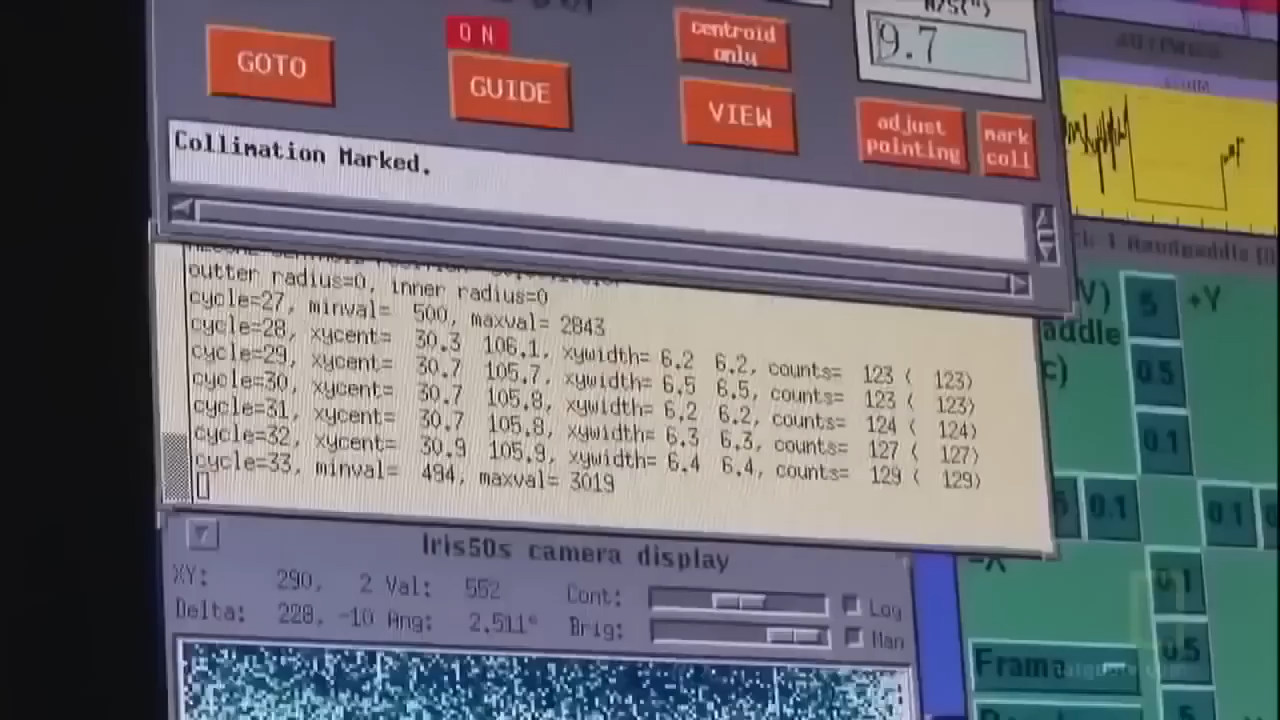 GOTO
ON
GUIDE
centroid
only
VIEW
9.7
adjust
pointing
mark
coll
Collimation Marked.
outter radius=0, inner radius=0
cycle=27, minval=  500, maxval= 2843
cycle=28, xycent=  30.3  106.1, xywidth= 6.2  6.2, counts=  123 (  123)
cycle=29, xycent=  30.7  105.7, xywidth= 6.5  6.5, counts=  123 (  123)
cycle=30, xycent=  30.7  105.8, xywidth= 6.2  6.2, counts=  124 (  124)
cycle=31, xycent=  30.7  105.8, xywidth= 6.3  6.3, counts=  127 (  127)
cycle=32, xycent=  30.9  105.9, xywidth= 6.4  6.4, counts=  129 (  129)
cycle=33, minval=  494, maxval= 3019
Iris50s camera display
XY: 290, 2 Val: 552 Cont: Log
Delta: 228, -10 Ang: 2.511° Brig: Man
5 +Y
addle
0.5
0.1
0.1 0.1
-X
0.1
0.5
Frame